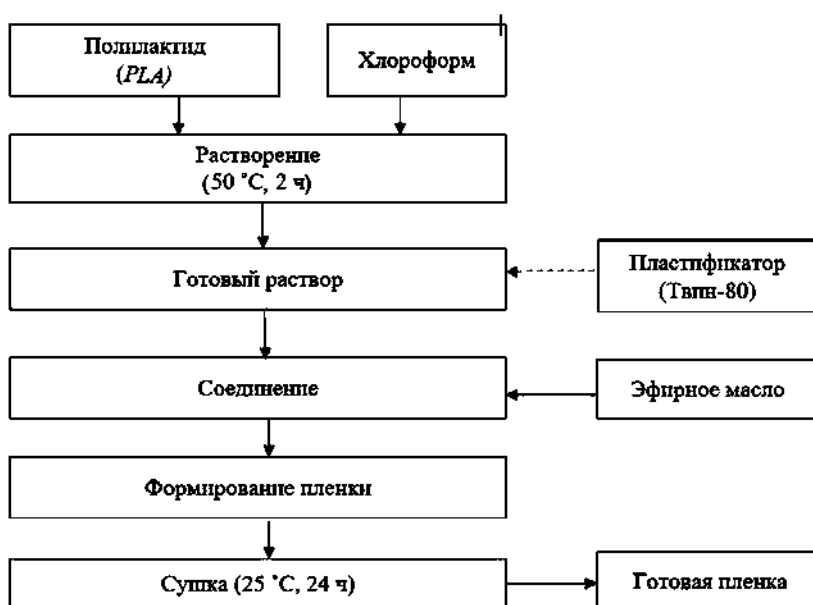 Полилактид
(PLA)
Хлороформ
Растворение
(50 ˚C, 2 ч)
Готовый раствор
Пластификатор
(Твин-80)
Соединение
Эфирное масло
Формирование пленки
Сушка (25 ˚C, 24 ч)
Готовая пленка